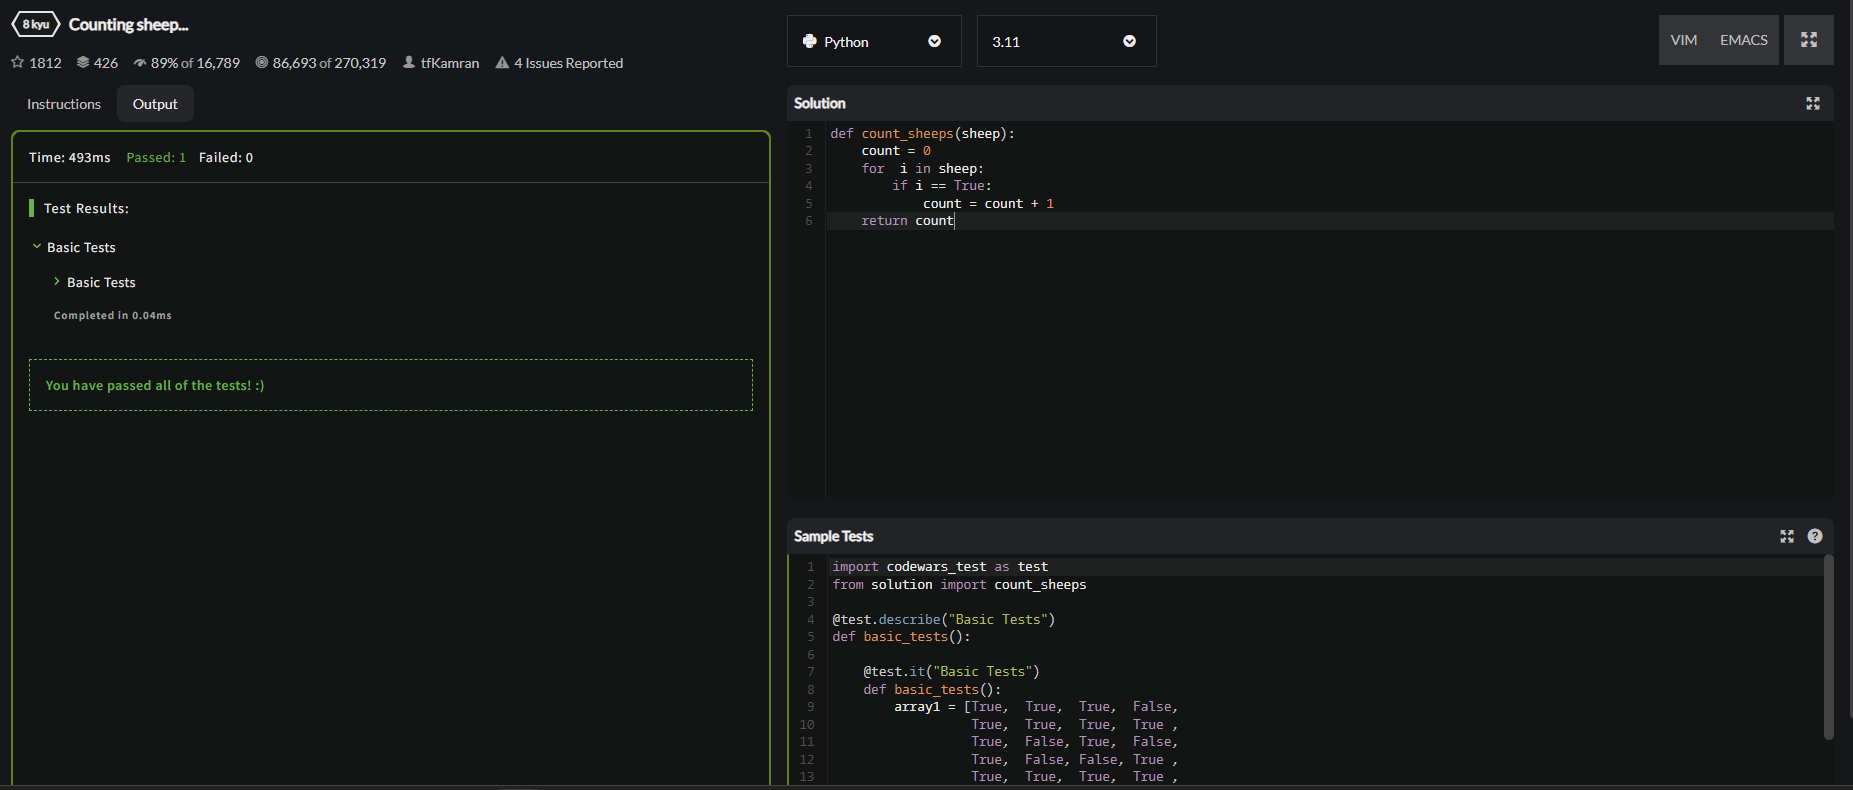 8 kyu Counting sheep...
1812 426 89% of 16,789 86,693 of 270,319 tfKamran 4 Issues Reported
Instructions Output
Time: 493ms Passed: 1 Failed: 0
Test Results:
Basic Tests
Basic Tests
Completed in 0.04ms
You have passed all of the tests! :)
Python 3.11 VIM EMACS
Solution
1 def count_sheeps(sheep):
2     count = 0
3     for  i in sheep:
4         if i == True:
5             count = count + 1
6     return count
Sample Tests ?
1 import codewars_test as test
2 from solution import count_sheeps
3
4 @test.describe("Basic Tests")
5 def basic_tests():
6
7     @test.it("Basic Tests")
8     def basic_tests():
9         array1 = [True,  True,  True,  False,
10                   True,  True,  True,  True ,
11                   True,  False, True,  False,
12                   True,  False, False, True ,
13                   True,  True,  True,  True ,